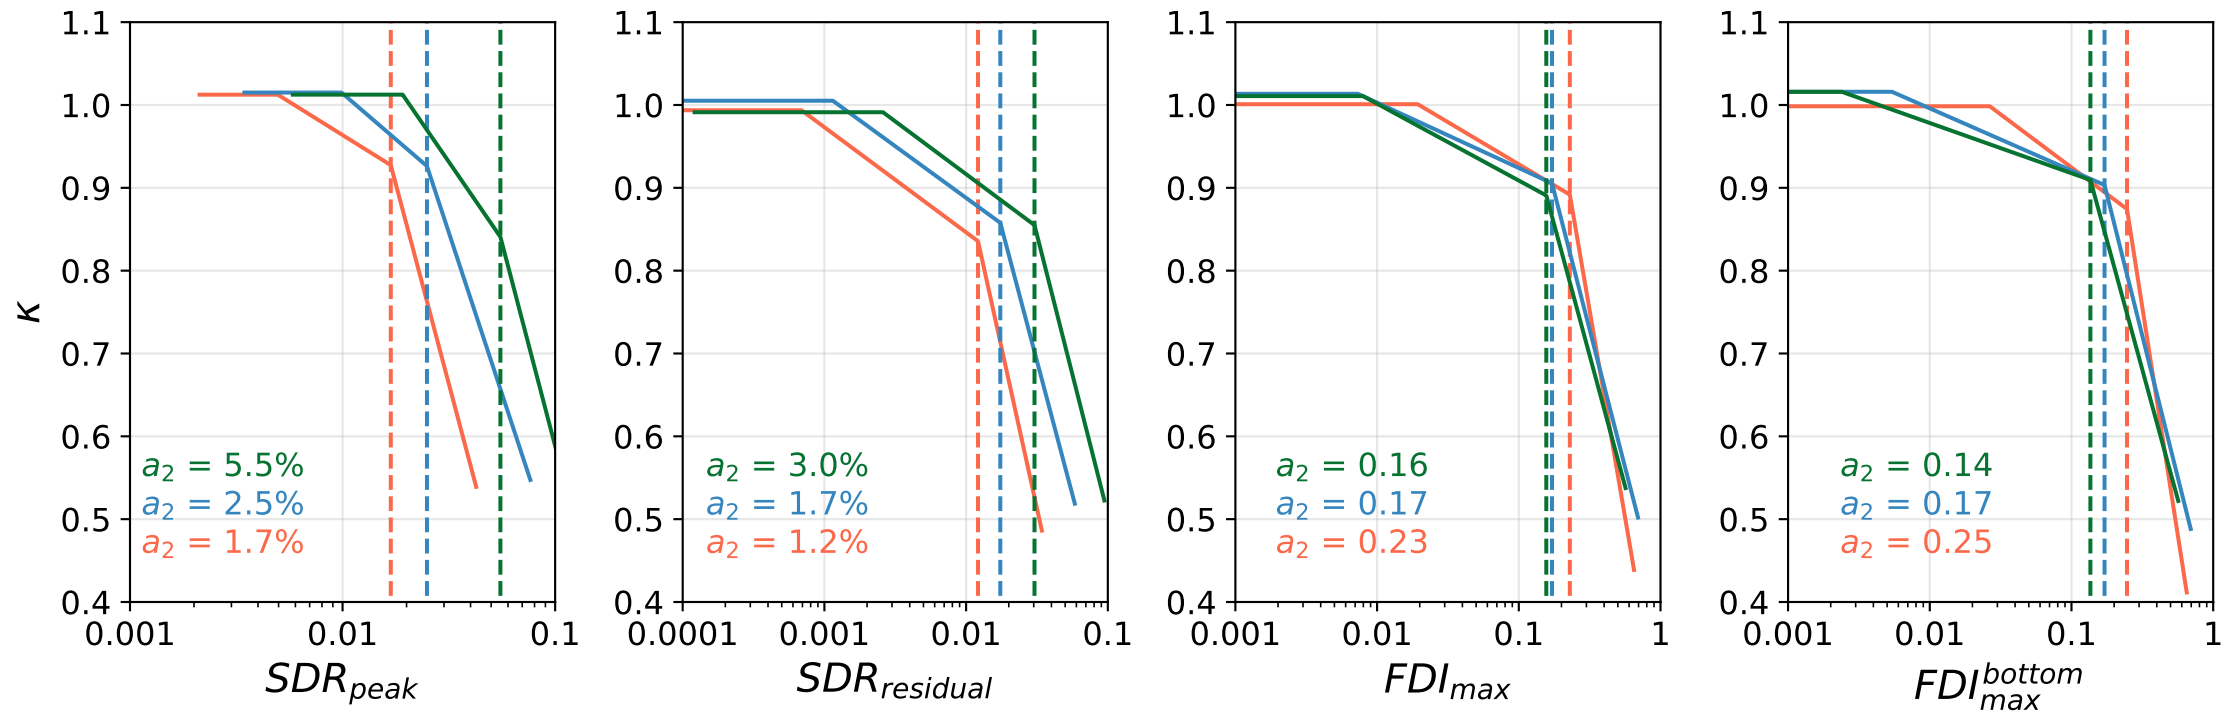 κ
1.1
1.0
0.9
0.8
0.7
0.6
0.5
0.4
a2 = 5.5%
a2 = 2.5%
a2 = 1.7%
0.001 0.01 0.1
SDRpeak
1.1
1.0
0.9
0.8
0.7
0.6
0.5
0.4
a2 = 3.0%
a2 = 1.7%
a2 = 1.2%
0.0001 0.001 0.01 0.1
SDRresidual
1.1
1.0
0.9
0.8
0.7
0.6
0.5
0.4
a2 = 0.16
a2 = 0.17
a2 = 0.23
0.001 0.01 0.1 1
FDImax
1.1
1.0
0.9
0.8
0.7
0.6
0.5
0.4
a2 = 0.14
a2 = 0.17
a2 = 0.25
0.001 0.01 0.1 1
FDImax bottom